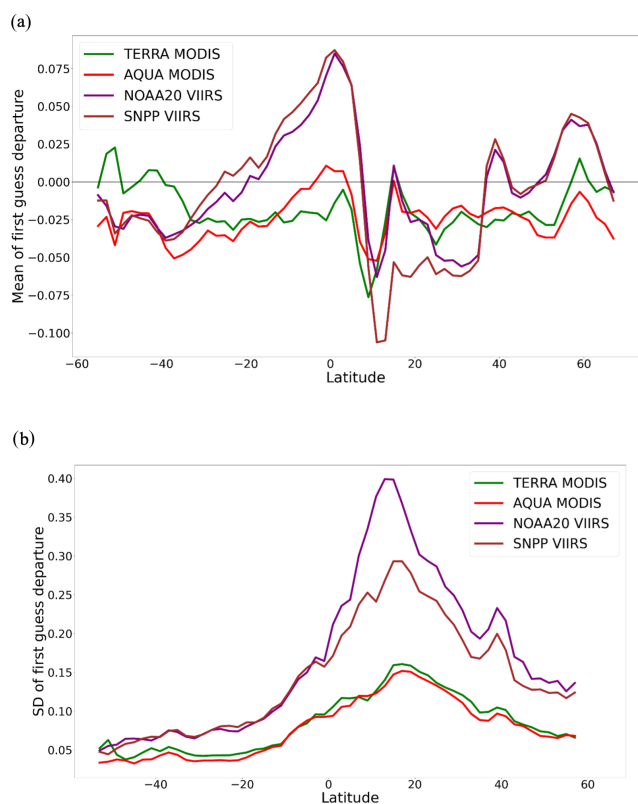 (a)
TERRA MODIS
AQUA MODIS
NOAA20 VIIRS
SNPP VIIRS
Mean of first guess departure
0.075
0.050
0.025
0.000
−0.025
−0.050
−0.075
−0.100
−60 −40 −20 0 20 40 60
Latitude
(b)
TERRA MODIS
AQUA MODIS
NOAA20 VIIRS
SNPP VIIRS
SD of first guess departure
0.40
0.35
0.30
0.25
0.20
0.15
0.10
0.05
−40 −20 0 20 40 60
Latitude